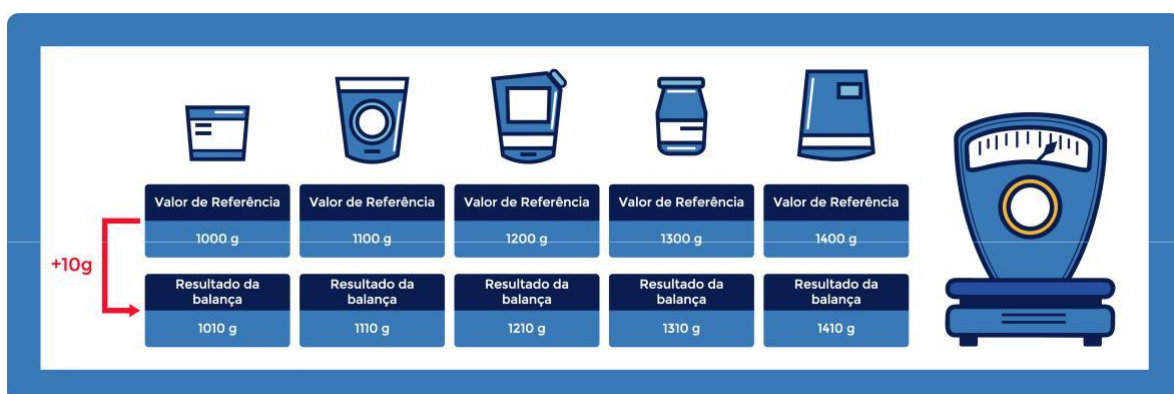 Valor de Referência
Valor de Referência
Valor de Referência
Valor de Referência
Valor de Referência
1000 g
1100 g
1200 g
1300 g
1400 g
+10g
Resultado da
balança
Resultado da
balança
Resultado da
balança
Resultado da
balança
Resultado da
balança
1010 g
1110 g
1210 g
1310 g
1410 g